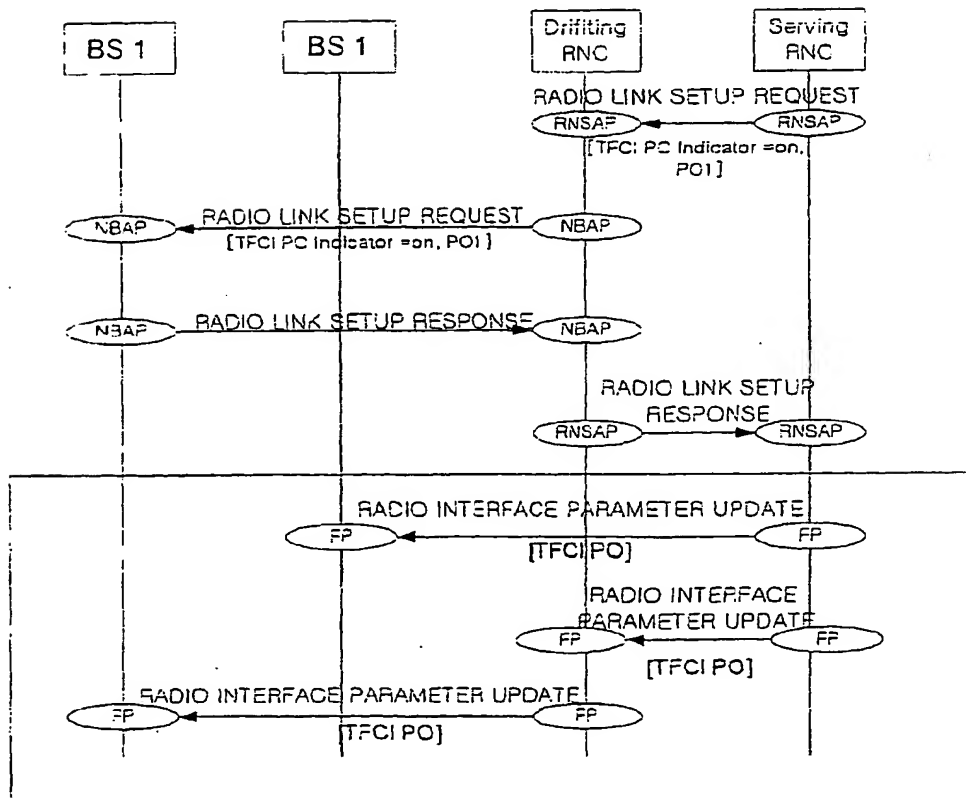 BS 1
BS 1
Drifiting
RNC
Serving
RNC
RADIO LINK SETUP REQUEST
RNSAP
RNSAP
[TFCI PC Indicator =on,
PO1]
NBAP
RADIO LINK SETUP REQUEST
NBAP
[TFCI PC Indicator =on, PO1]
NBAP
RADIO LINK SETUP RESPONSE
NBAP
RADIO LINK SETUP
RESPONSE
RNSAP
RNSAP
RADIO INTERFACE PARAMETER UPDATE
FP
FP
[TFCI PO]
RADIO INTERFACE
PARAMETER UPDATE
FP
FP
[TFCI PO]
RADIO INTERFACE PARAMETER UPDATE
FP
FP
[TFCI PO]